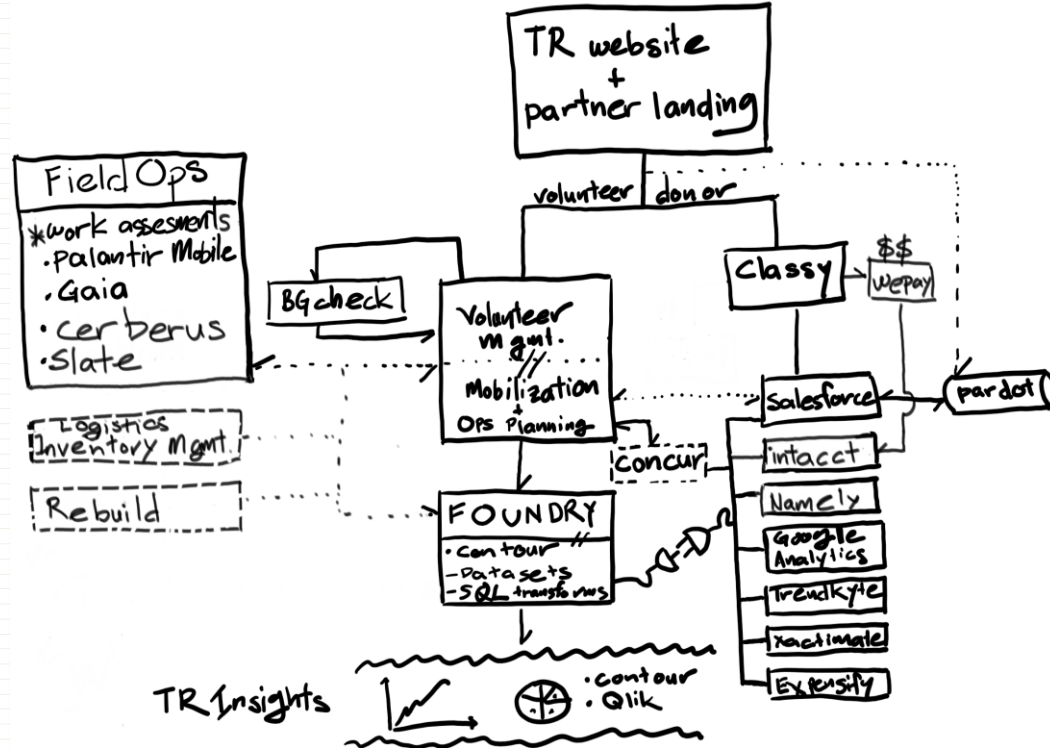 TR website
+
partner landing
volunteer donor
Field Ops
*work assesments
• Palantir Mobile
• Gaia
• Cerberus
• Slate
BG check
Volunteer
mgmt.
//
Mobilization
+
Ops Planning
Classy
$$
wepay
Salesforce
pardot
Logistics
Inventory Mgmt.
Rebuild
Concur
intacct
Namely
Google
Analytics
Trendkyte
Xactimate
Expensify
FOUNDRY
• Contour
- Datasets
- SQL transforms
TR Insights
• contour
• Qlik